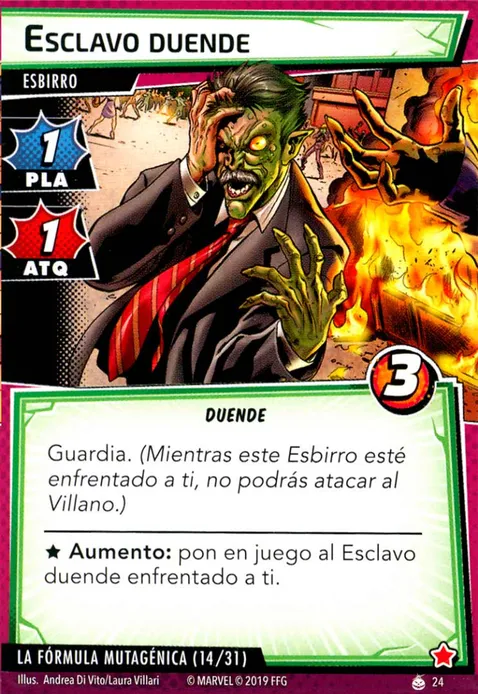 Esclavo duende
ESBIRRO
1
PLA
1
ATQ
3
DUENDE
Guardia. (Mientras este Esbirro esté
enfrentado a ti, no podrás atacar al
Villano.)
★ Aumento: pon en juego al Esclavo
duende enfrentado a ti.
LA FÓRMULA MUTAGÉNICA (14/31)
Illus. Andrea Di Vito/Laura Villari
© MARVEL © 2019 FFG
24